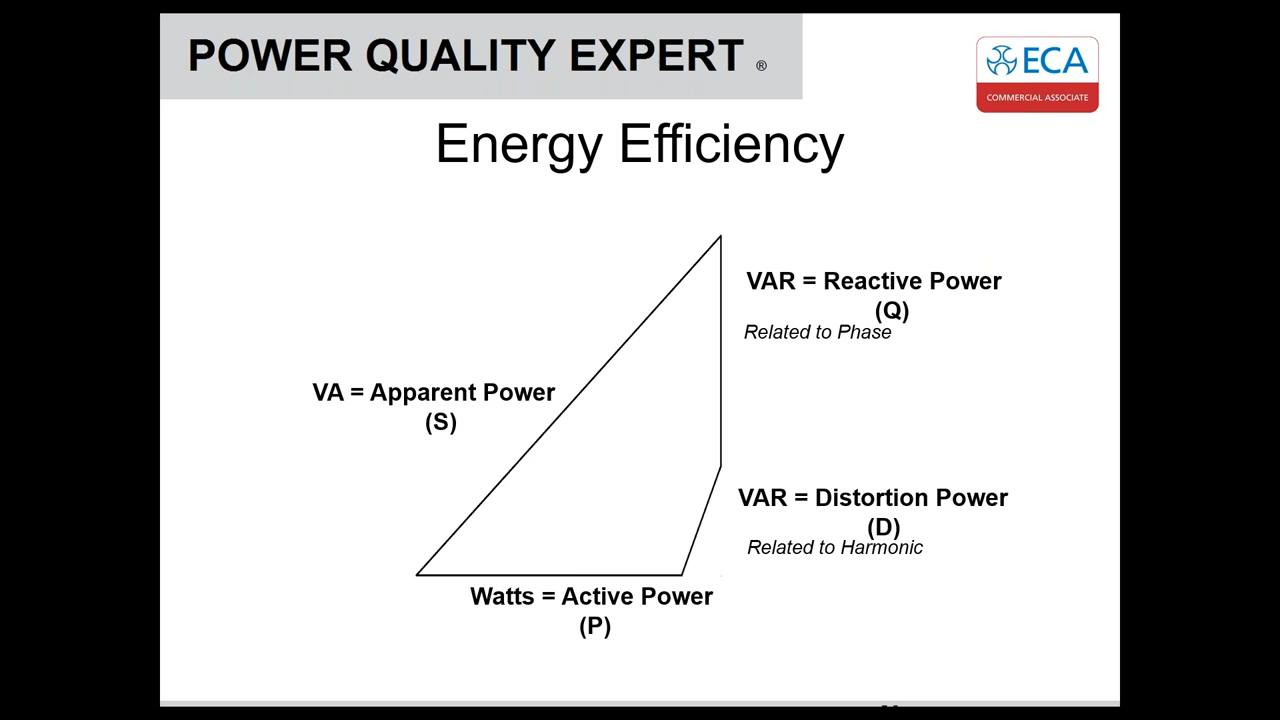 POWER QUALITY EXPERT ®
ECA
COMMERCIAL ASSOCIATE
Energy Efficiency
VAR = Reactive Power
(Q)
Related to Phase
VA = Apparent Power
(S)
VAR = Distortion Power
(D)
Related to Harmonic
Watts = Active Power
(P)